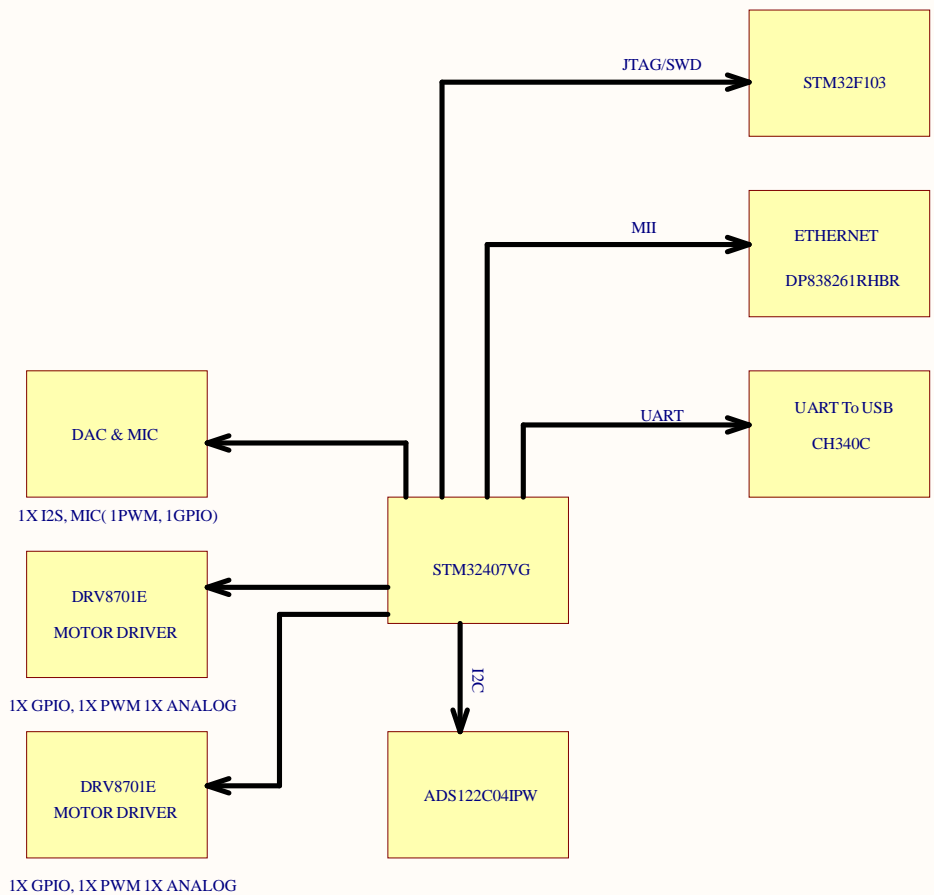 JTAG/SWD
STM32F103
MII
ETHERNET
DP838261RHBR
UART
UART To USB
CH340C
DAC & MIC
1X I2S, MIC( 1PWM, 1GPIO)
STM32407VG
DRV8701E
MOTOR DRIVER
1X GPIO, 1X PWM 1X ANALOG
I2C
DRV8701E
MOTOR DRIVER
1X GPIO, 1X PWM 1X ANALOG
ADS122C04IPW